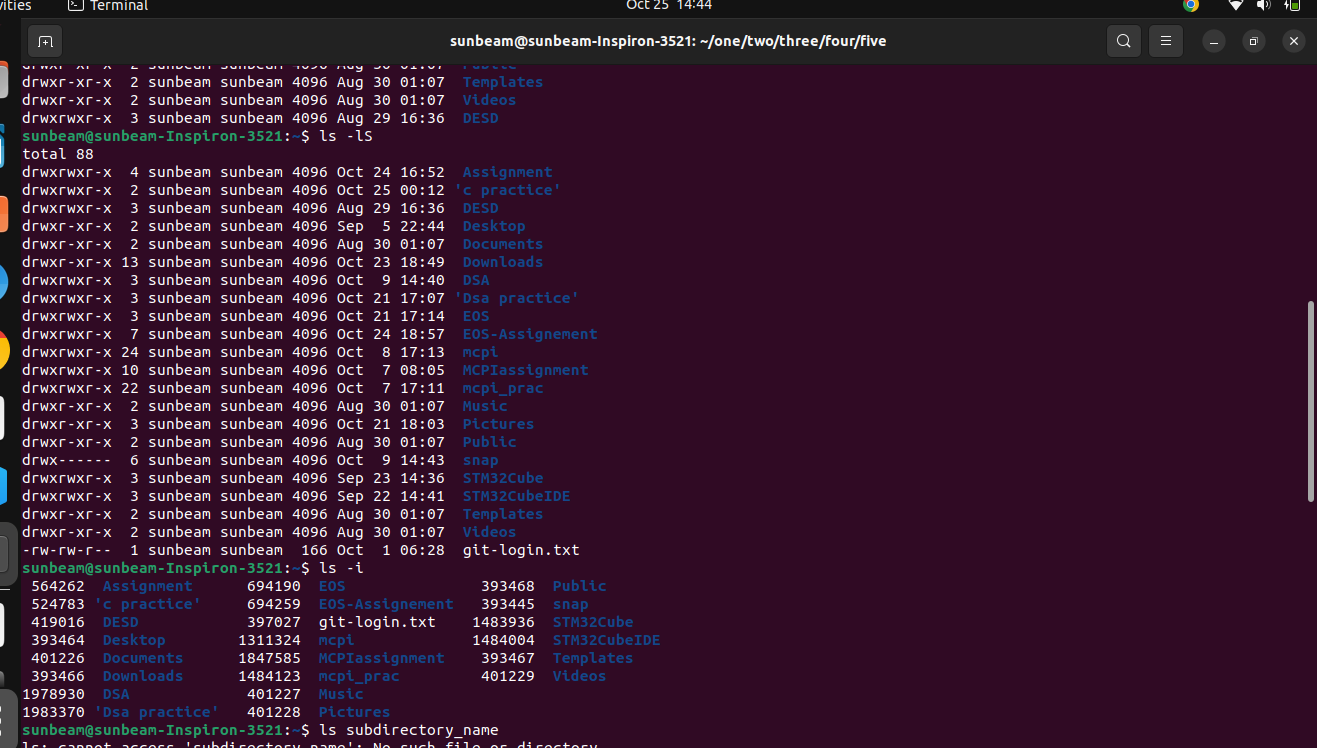 ities Terminal Oct 25 14:44
sunbeam@sunbeam-Inspiron-3521: ~/one/two/three/four/five
drwxr-xr-x 2 sunbeam sunbeam 4096 Aug 30 01:07 Public
drwxr-xr-x 2 sunbeam sunbeam 4096 Aug 30 01:07 Templates
drwxr-xr-x 2 sunbeam sunbeam 4096 Aug 30 01:07 Videos
drwxrwxr-x 3 sunbeam sunbeam 4096 Aug 29 16:36 DESD
sunbeam@sunbeam-Inspiron-3521:~$ ls -lS
total 88
drwxrwxr-x 4 sunbeam sunbeam 4096 Oct 24 16:52 Assignment
drwxrwxr-x 2 sunbeam sunbeam 4096 Oct 25 00:12 'c practice'
drwxrwxr-x 3 sunbeam sunbeam 4096 Aug 29 16:36 DESD
drwxr-xr-x 2 sunbeam sunbeam 4096 Sep 5 22:44 Desktop
drwxr-xr-x 2 sunbeam sunbeam 4096 Aug 30 01:07 Documents
drwxr-xr-x 13 sunbeam sunbeam 4096 Oct 23 18:49 Downloads
drwxrwxr-x 3 sunbeam sunbeam 4096 Oct 9 14:40 DSA
drwxrwxr-x 3 sunbeam sunbeam 4096 Oct 21 17:07 'Dsa practice'
drwxrwxr-x 3 sunbeam sunbeam 4096 Oct 21 17:14 EOS
drwxrwxr-x 7 sunbeam sunbeam 4096 Oct 24 18:57 EOS-Assignement
drwxrwxr-x 24 sunbeam sunbeam 4096 Oct 8 17:13 mcpi
drwxrwxr-x 10 sunbeam sunbeam 4096 Oct 7 08:05 MCPIassignment
drwxrwxr-x 22 sunbeam sunbeam 4096 Oct 7 17:11 mcpi_prac
drwxr-xr-x 2 sunbeam sunbeam 4096 Aug 30 01:07 Music
drwxr-xr-x 3 sunbeam sunbeam 4096 Oct 21 18:03 Pictures
drwxr-xr-x 2 sunbeam sunbeam 4096 Aug 30 01:07 Public
drwx------ 6 sunbeam sunbeam 4096 Oct 9 14:43 snap
drwxrwxr-x 3 sunbeam sunbeam 4096 Sep 23 14:36 STM32Cube
drwxrwxr-x 3 sunbeam sunbeam 4096 Sep 22 14:41 STM32CubeIDE
drwxr-xr-x 2 sunbeam sunbeam 4096 Aug 30 01:07 Templates
drwxr-xr-x 2 sunbeam sunbeam 4096 Aug 30 01:07 Videos
-rw-rw-r-- 1 sunbeam sunbeam 166 Oct 1 06:28 git-login.txt
sunbeam@sunbeam-Inspiron-3521:~$ ls -i
564262 Assignment 694190 EOS 393468 Public
524783 'c practice' 694259 EOS-Assignement 393445 snap
419016 DESD 397027 git-login.txt 1483936 STM32Cube
393464 Desktop 1311324 mcpi 1484004 STM32CubeIDE
401226 Documents 1847585 MCPIassignment 393467 Templates
393466 Downloads 1484123 mcpi_prac 401229 Videos
1978930 DSA 401227 Music
1983370 'Dsa practice' 401228 Pictures
sunbeam@sunbeam-Inspiron-3521:~$ ls subdirectory_name
ls: cannot access 'subdirectory_name': No such file or directory